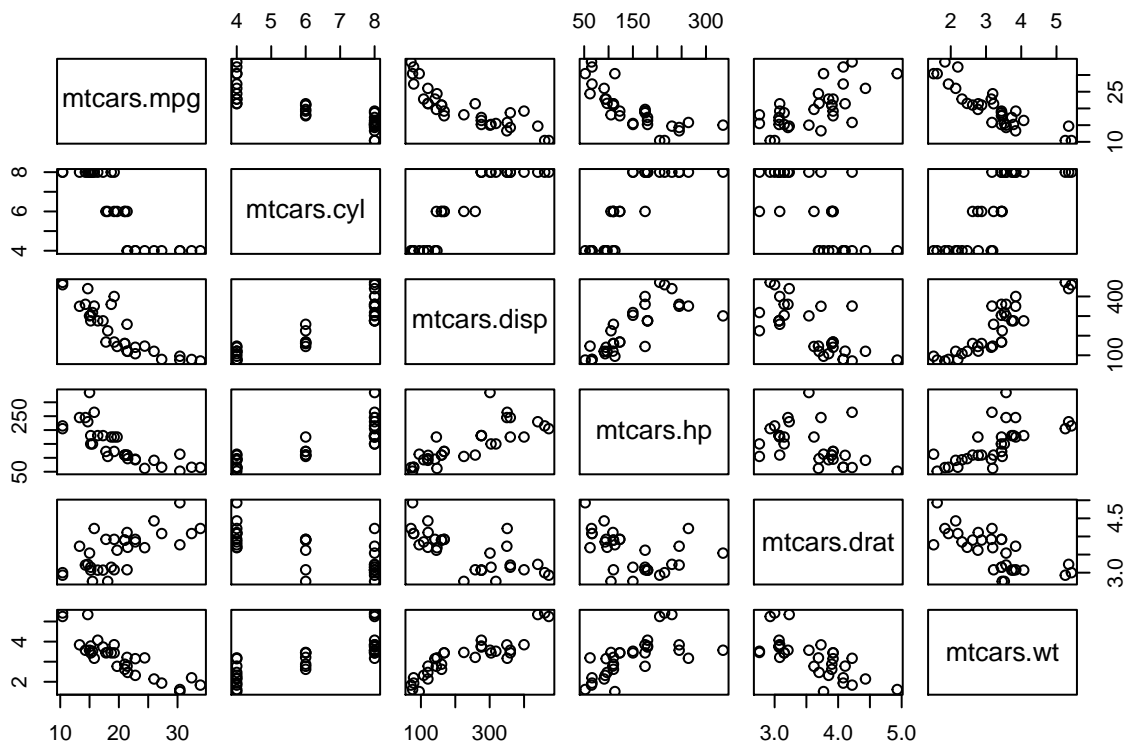 4 5 6 7 8 50 150 300 2 3 4 5
mtcars.mpg 10 25
4 6 8 mtcars.cyl
mtcars.disp 100 400
50 250 mtcars.hp
mtcars.drat 3.0 4.5
2 4 mtcars.wt
10 20 30 100 300 3.0 4.0 5.0